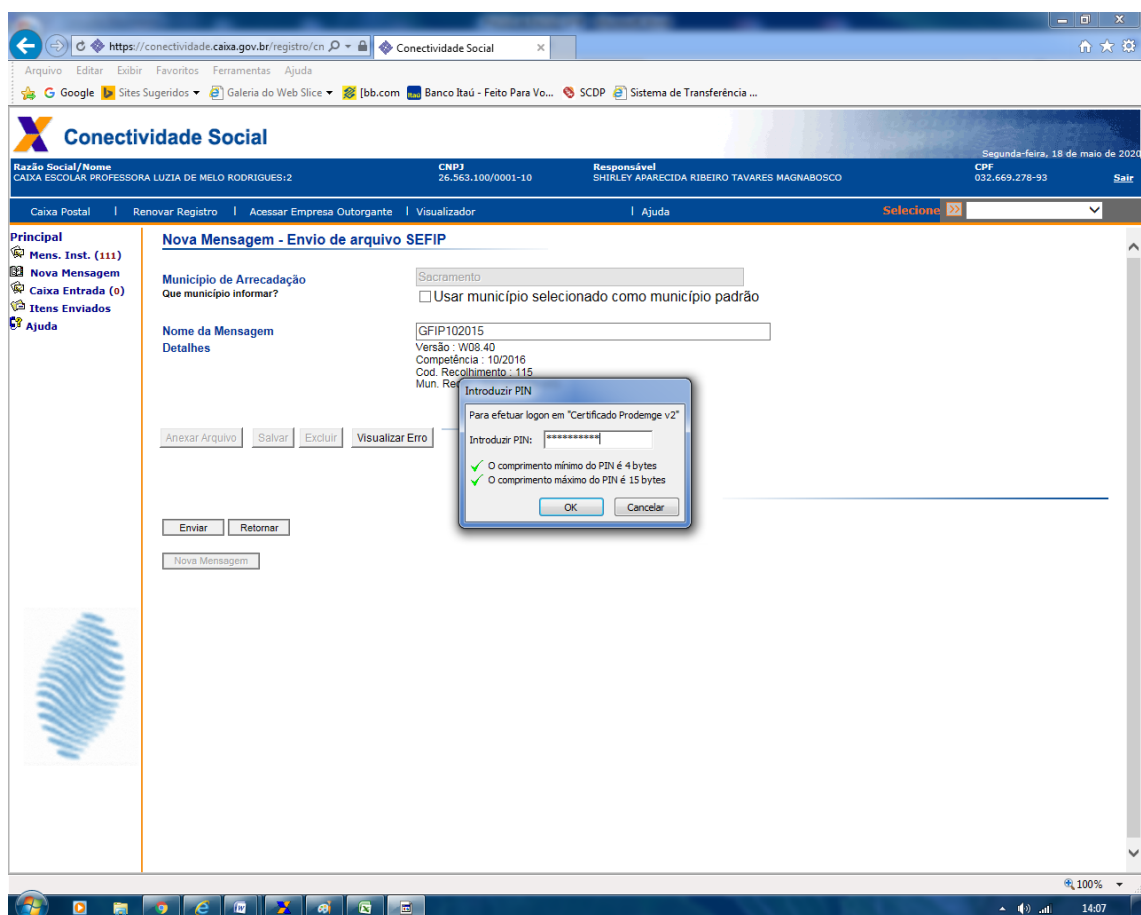 https://conectividade.caixa.gov.br/registro/cn
Conectividade Social
Arquivo Editar Exibir Favoritos Ferramentas Ajuda
Google Sites Sugeridos Galeria do Web Slice [bb.com Banco Itaú - Feito Para Vo... SCDP Sistema de Transferência ...
Conectividade Social
Segunda-feira, 18 de maio de 2020
Razão Social/Nome CNPJ Responsável CPF
CAIXA ESCOLAR PROFESSORA LUZIA DE MELO RODRIGUES:2 26.563.100/0001-10 SHIRLEY APARECIDA RIBEIRO TAVARES MAGNABOSCO 032.669.278-93 Sair
Caixa Postal | Renovar Registro | Acessar Empresa Outorgante | Visualizador | Ajuda Selecione
Principal
Mens. Inst. (111)
Nova Mensagem
Caixa Entrada (0)
Itens Enviados
Ajuda
Nova Mensagem - Envio de arquivo SEFIP
Município de Arrecadação Sacramento
Que município informar? Usar município selecionado como município padrão
Nome da Mensagem GFIP102015
Detalhes Versão : W08.40
Competência : 10/2016
Cod. Recolhimento : 115
Mun.
Introduzir PIN
Para efetuar logon em "Certificado Prodemge v2"
Introduzir PIN: **********
O comprimento mínimo do PIN é 4 bytes
O comprimento máximo do PIN é 15 bytes
OK Cancelar
Anexar Arquivo Salvar Excluir Visualizar Erro
Enviar Retornar
Nova Mensagem
100%
14:07